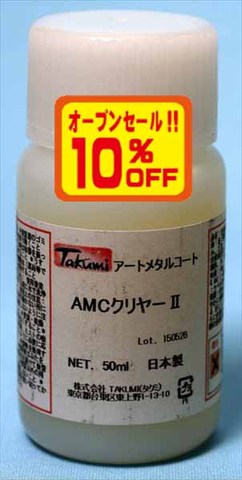 オープンセール!!
10%
OFF
Takumi アートメタルコート
AMCクリヤーⅡ
Lot. 150526
NET. 50ml 日本製
株式会社 TAKUMI(タクミ)
東京都台東区東上野1-13-10